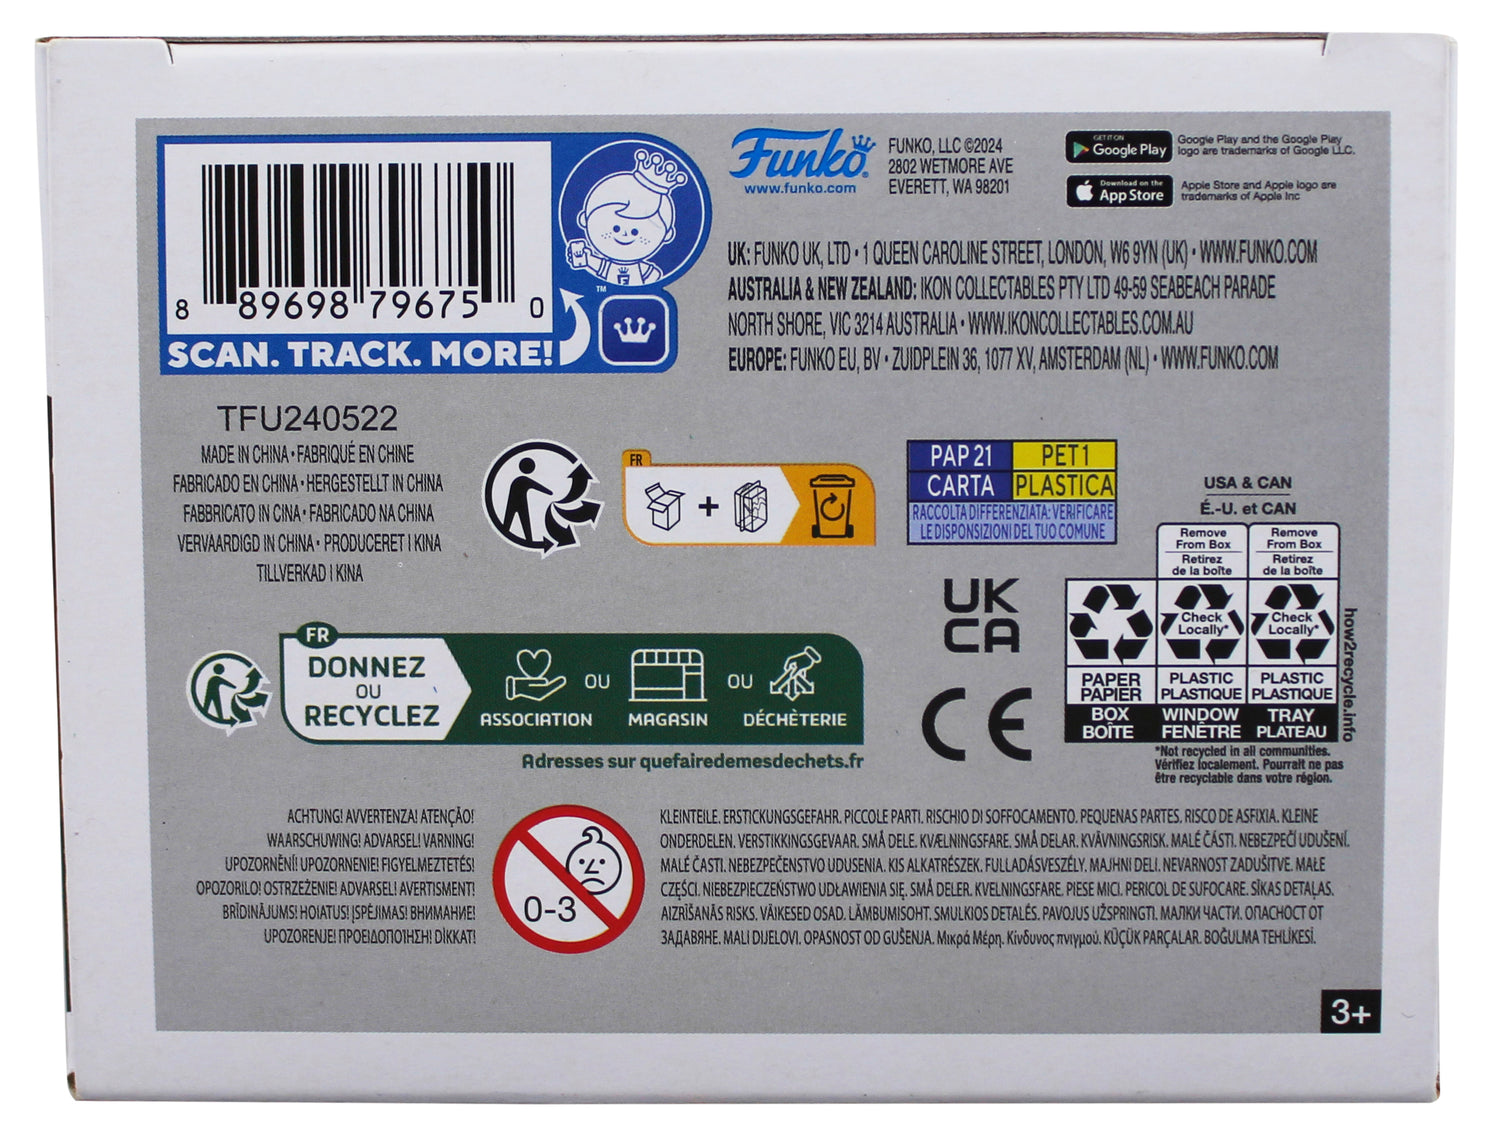 8 89698 79675 0
SCAN. TRACK. MORE!
TM
Funko®
www.funko.com
FUNKO, LLC ©2024
2802 WETMORE AVE
EVERETT, WA 98201
GET IT ON
Google Play
Google Play and the Google Play
logo are trademarks of Google LLC.
Download on the
App Store
Apple Store and Apple logo are
trademarks of Apple Inc
UK: FUNKO UK, LTD • 1 QUEEN CAROLINE STREET, LONDON, W6 9YN (UK) • WWW.FUNKO.COM
AUSTRALIA & NEW ZEALAND: IKON COLLECTABLES PTY LTD 49-59 SEABEACH PARADE
NORTH SHORE, VIC 3214 AUSTRALIA • WWW.IKONCOLLECTABLES.COM.AU
EUROPE: FUNKO EU, BV • ZUIDPLEIN 36, 1077 XV, AMSTERDAM (NL) • WWW.FUNKO.COM
TFU240522
MADE IN CHINA • FABRIQUÉ EN CHINE
FABRICADO EN CHINA • HERGESTELLT IN CHINA
FABBRICATO IN CINA • FABRICADO NA CHINA
VERVAARDIGD IN CHINA • PRODUCERET I KINA
TILLVERKAD I KINA
FR
+
PAP 21 PET 1
CARTA PLASTICA
RACCOLTA DIFFERENZIATA: VERIFICARE
LE DISPONSIZIONI DEL TUO COMUNE
USA & CAN
É.-U. et CAN
Remove
From Box
Retirez
de la boîte
Remove
From Box
Retirez
de la boîte
Check
Locally*
Check
Locally*
PAPER
PAPIER
PLASTIC
PLASTIQUE
PLASTIC
PLASTIQUE
BOX
BOÎTE
WINDOW
FENÊTRE
TRAY
PLATEAU
how2recycle.info
*Not recycled in all communities.
Vérifiez localement. Pourrait ne pas
être recyclable dans votre région.
UK
CA
CE
FR
DONNEZ
OU
RECYCLEZ
ASSOCIATION
OU
MAGASIN
OU
DÉCHÈTERIE
Adresses sur quefairedemesdechets.fr
ACHTUNG! AVVERTENZA! ATENÇÃO!
WAARSCHUWING! ADVARSEL! VARNING!
UPOZORNĚNÍ! UPOZORNENIE! FIGYELMEZTETÉS!
OPOZORILO! OSTRZEŻENIE! ADVARSEL! AVERTISMENT!
BRĪDINĀJUMS! HOIATUS! ĮSPĖJIMAS! ВНИМАНИЕ!
UPOZORENJE! ΠΡΟΕΙΔΟΠΟΊΗΣΗ! DİKKAT!
0-3
KLEINTEILE. ERSTICKUNGSGEFAHR. PICCOLE PARTI. RISCHIO DI SOFFOCAMENTO. PEQUENAS PARTES. RISCO DE ASFIXIA. KLEINE
ONDERDELEN. VERSTIKKINGSGEVAAR. SMÅ DELE. KVÆLNINGSFARE. SMÅ DELAR. KVÄVNINGSRISK. MALÉ ČÁSTI. NEBEZPEČÍ UDUŠENÍ.
MALÉ ČASTI. NEBEZPEČENSTVO UDUSENIA. KIS ALKATRÉSZEK. FULLADÁSVESZÉLY. MAJHNI DELI. NEVARNOST ZADUŠITVE. MAŁE
CZĘŚCI. NIEBEZPIECZEŃSTWO UDŁAWIENIA SIĘ. SMÅ DELER. KVELNINGSFARE. PIESE MICI. PERICOL DE SUFOCARE. SĪKAS DETAĻAS.
AIZRĪŠANĀS RISKS. VÄIKESED OSAD. LÄMBUMISOHT. SMULKIOS DETALĖS. PAVOJUS UŽSPRINGTI. МАЛКИ ЧАСТИ. ОПАСНОСТ ОТ
ЗАДАВЯНЕ. MALI DIJELOVI. OPASNOST OD GUŠENJA. Μικρά Μέρη. Κίνδυνος πνιγμού. KÜÇÜK PARÇALAR. BOĞULMA TEHLİKESİ.
3+